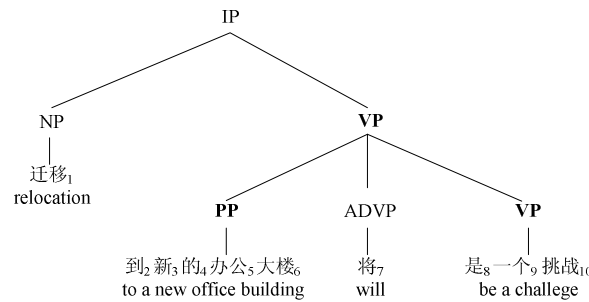 IP
NP VP
迁移1
relocation
PP ADVP VP
到2新3的4办公5大楼6 将7 是8一个9挑战10
to a new office building will be a challege